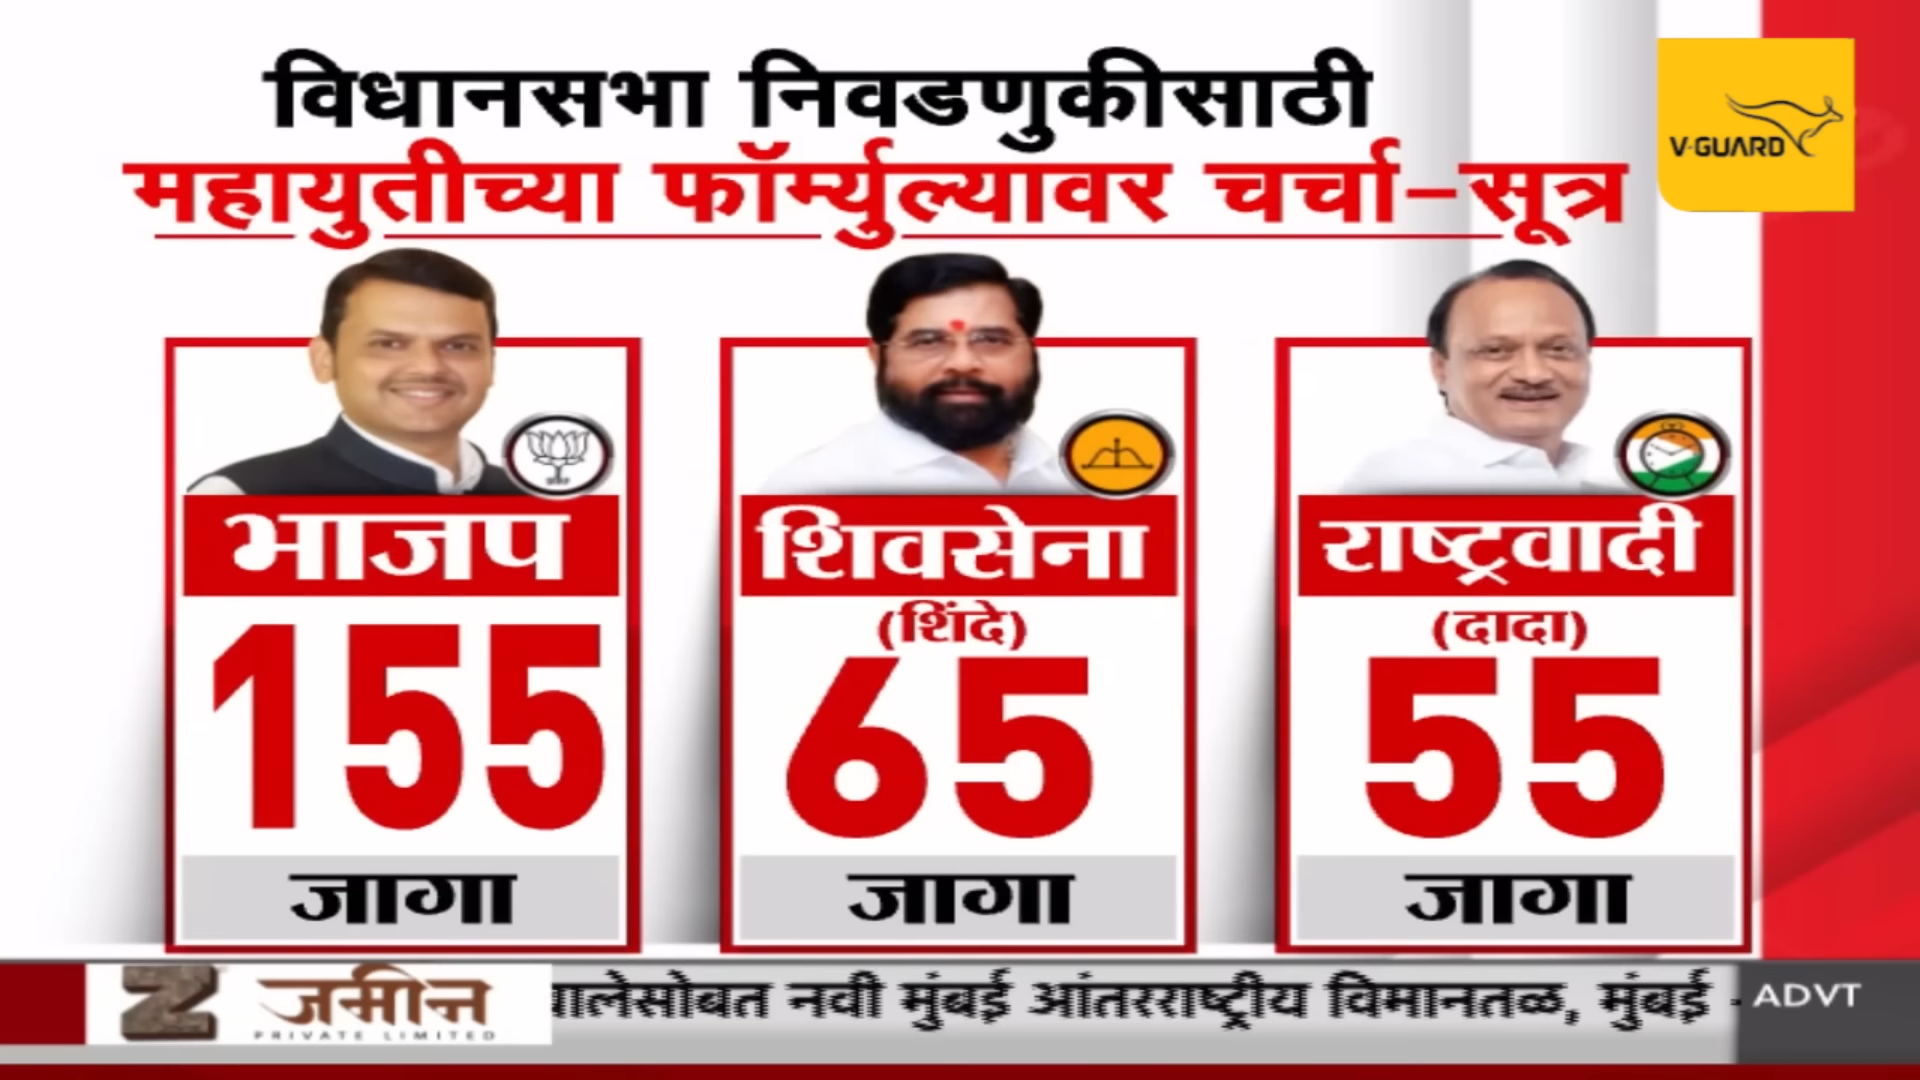 विधानसभा निवडणुकीसाठी
V-GUARD
महायुतीच्या फॉर्म्युल्यावर चर्चा-सूत्र
भाजप
155
जागा
शिवसेना
(शिंदे)
65
जागा
राष्ट्रवादी
(दादा)
55
जागा
Z जमीन
PRIVATE LIMITED
नवी मुंबई आंतरराष्ट्रीय विमानतळ, मुंबई -
ADVT